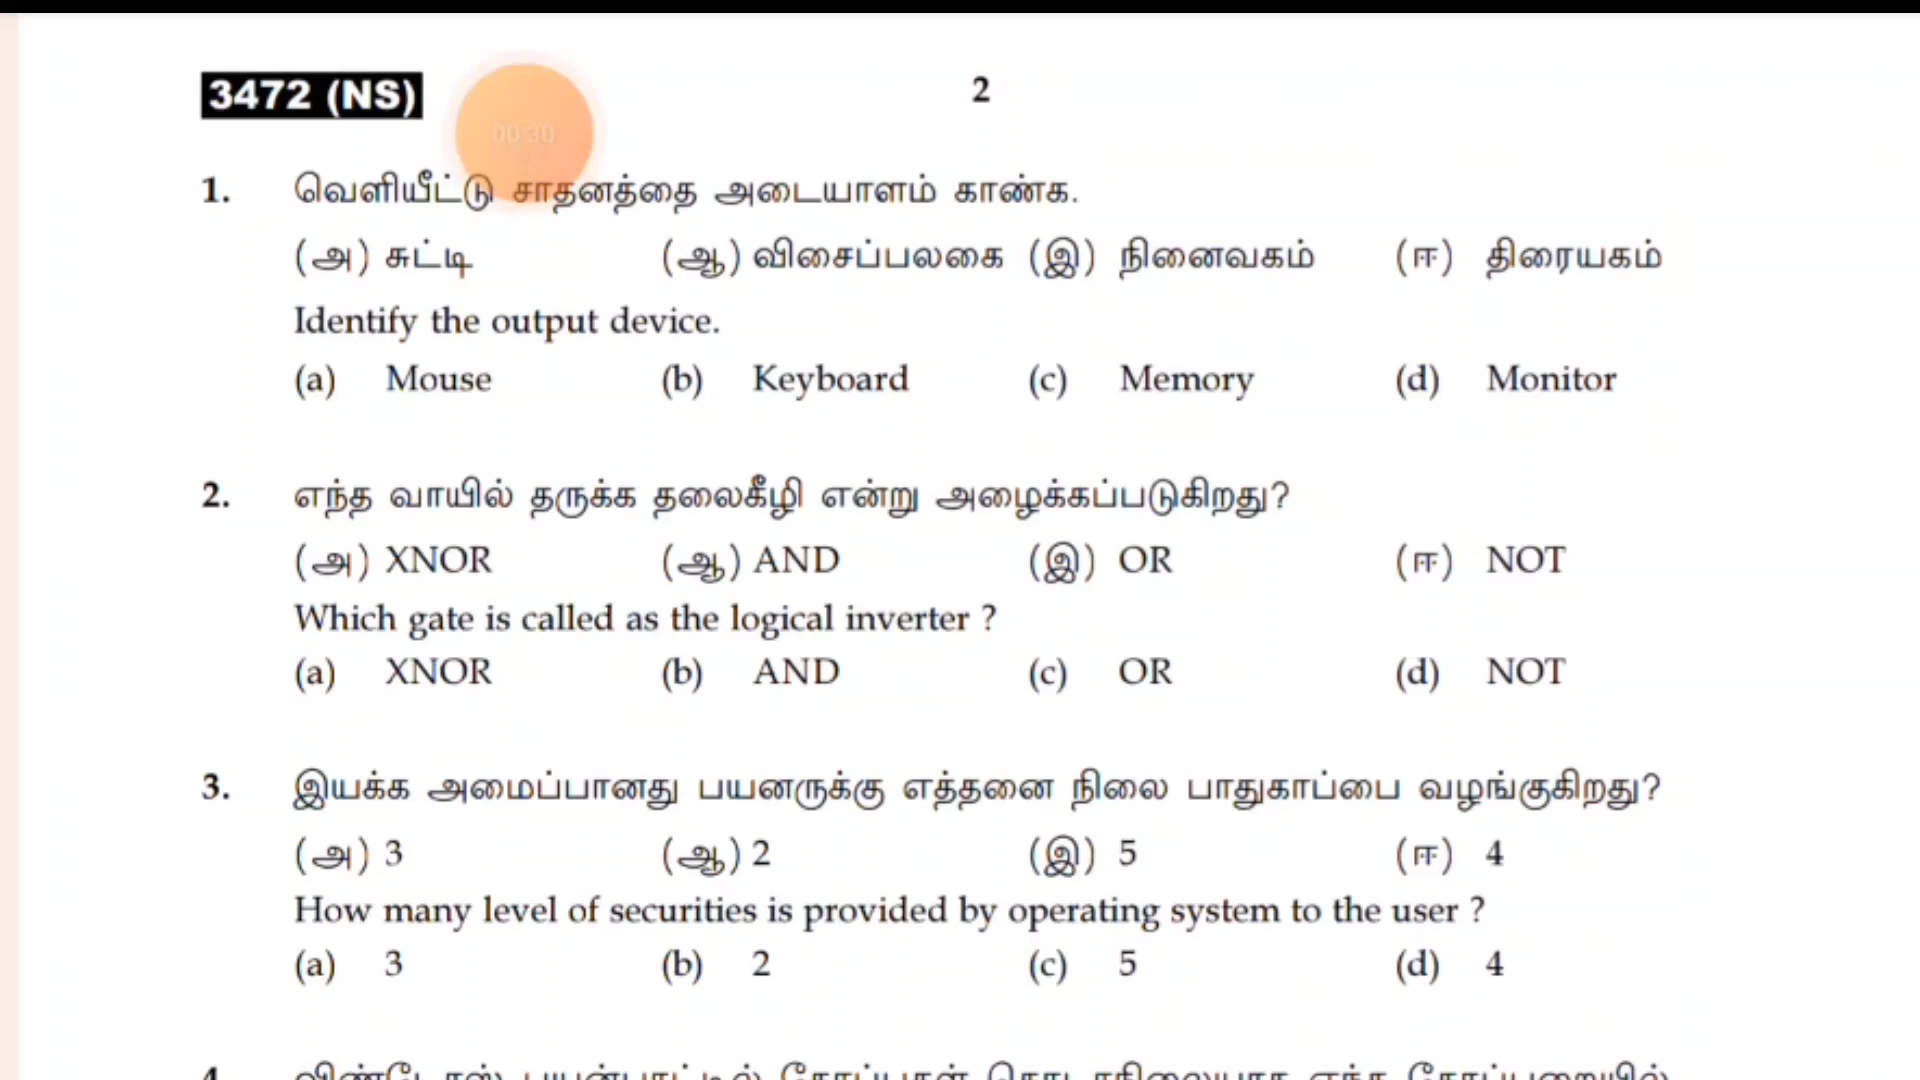 3472 (NS)
2
00:30
1. வெளியீட்டு சாதனத்தை அடையாளம் காண்க.
(அ) சுட்டி (ஆ) விசைப்பலகை (இ) நினைவகம் (ஈ) திரையகம்
Identify the output device.
(a) Mouse (b) Keyboard (c) Memory (d) Monitor
2. எந்த வாயில் தருக்க தலைகீழி என்று அழைக்கப்படுகிறது?
(அ) XNOR (ஆ) AND (இ) OR (ஈ) NOT
Which gate is called as the logical inverter ?
(a) XNOR (b) AND (c) OR (d) NOT
3. இயக்க அமைப்பானது பயனருக்கு எத்தனை நிலை பாதுகாப்பை வழங்குகிறது?
(அ) 3 (ஆ) 2 (இ) 5 (ஈ) 4
How many level of securities is provided by operating system to the user ?
(a) 3 (b) 2 (c) 5 (d) 4